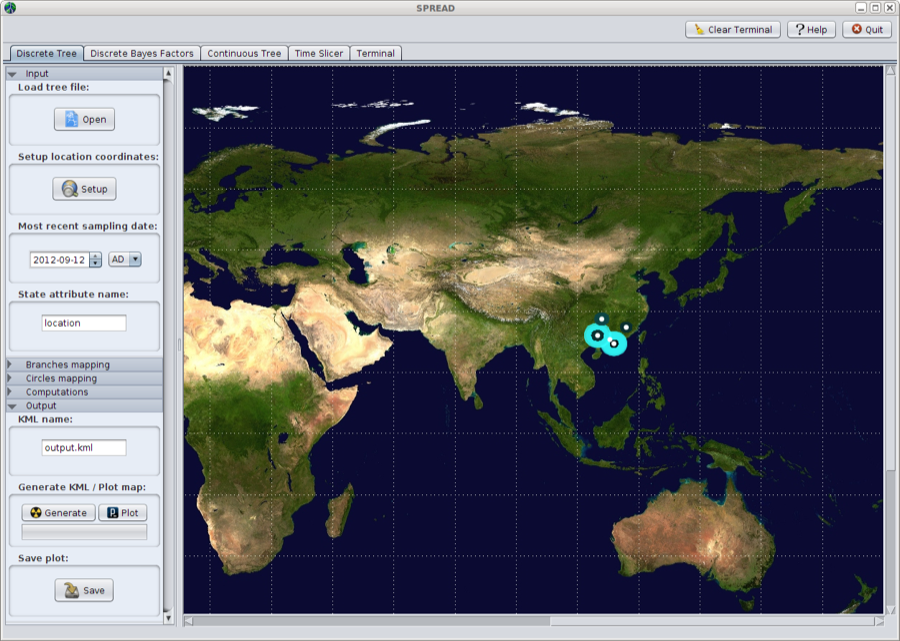 SPREAD
Clear Terminal
? Help
Quit
Discrete Tree
Discrete Bayes Factors
Continuous Tree
Time Slicer
Terminal
Input
Load tree file:
Open
Setup location coordinates:
Setup
Most recent sampling date:
2012-09-12
AD
State attribute name:
location
Branches mapping
Circles mapping
Computations
Output
KML name:
output.kml
Generate KML / Plot map:
Generate
Plot
Save plot:
Save